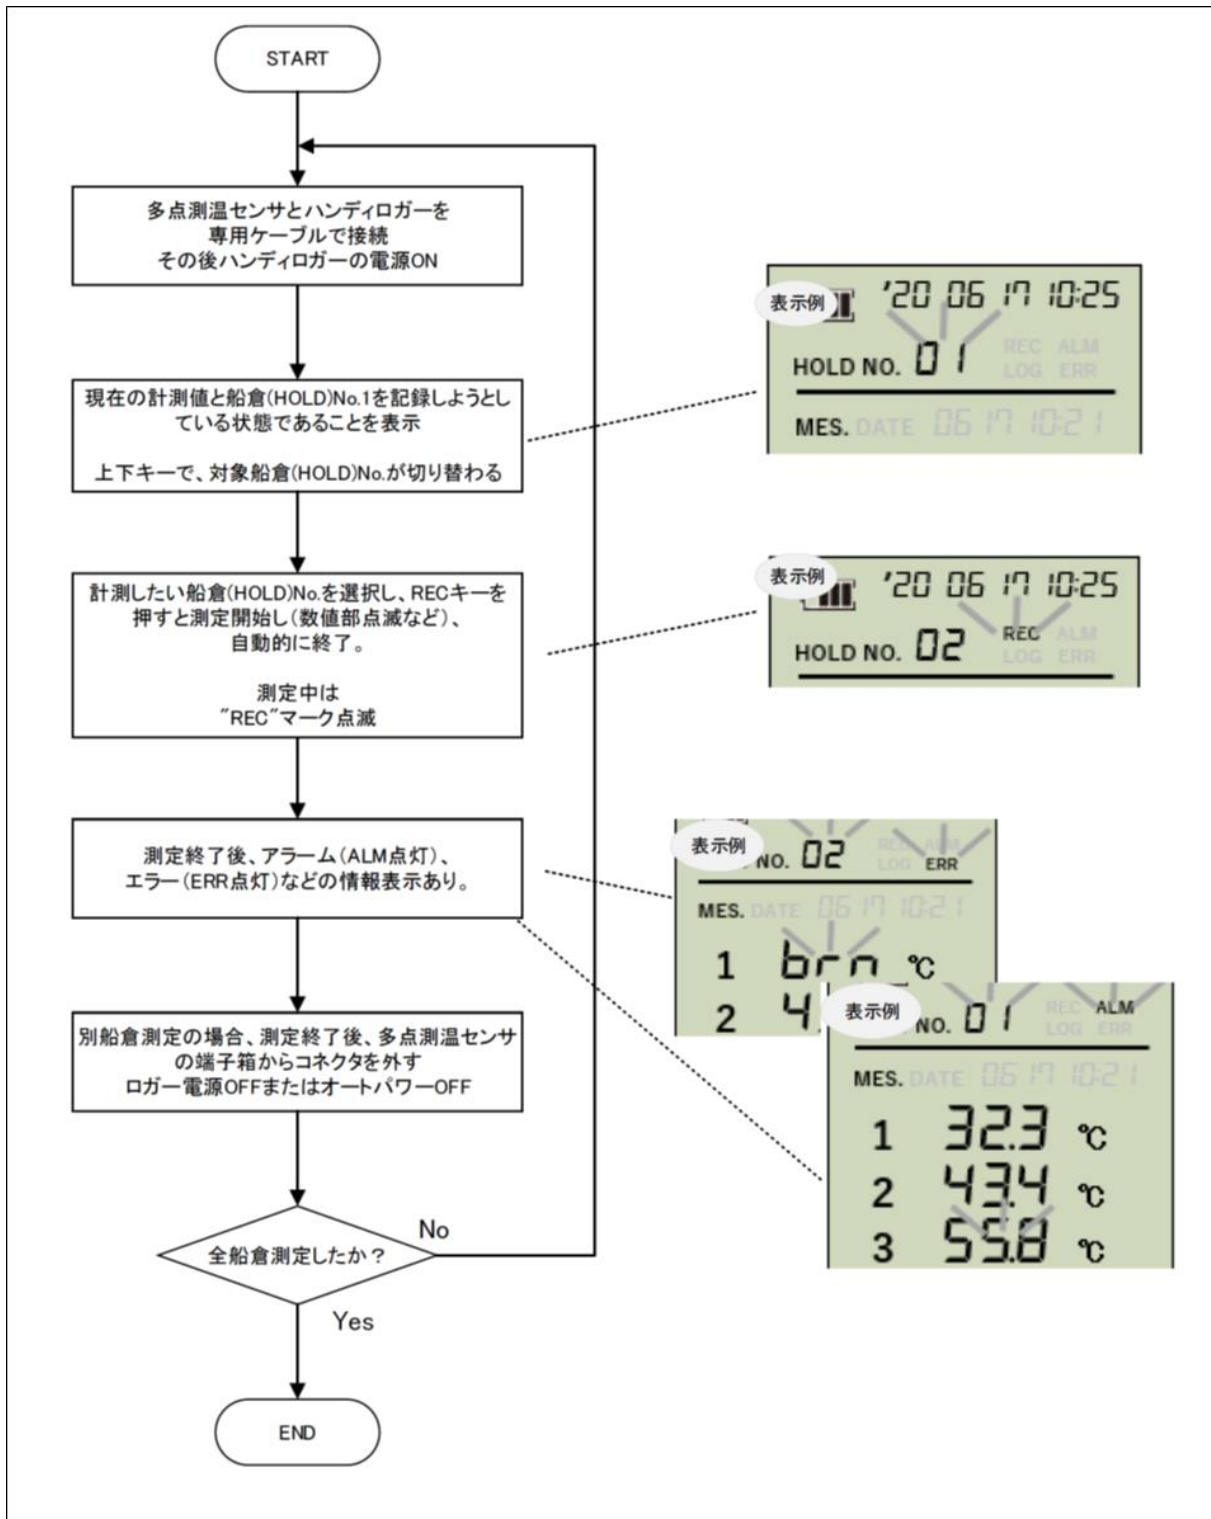 START
多点測温センサとハンディロガーを
専用ケーブルで接続
その後ハンディロガーの電源ON
現在の計測値と船倉(HOLD)No.1を記録しようとし
ている状態であることを表示
上下キーで、対象船倉(HOLD)No.が切り替わる
表示例
'20 06 17 10:25
HOLD NO. 01 REC ALM
LOG ERR
MES. DATE 06 17 10:21
計測したい船倉(HOLD)No.を選択し、RECキーを
押すと測定開始し(数値部点滅など)、
自動的に終了。
測定中は
"REC"マーク点滅
表示例
'20 06 17 10:25
HOLD NO. 02 REC ALM
LOG ERR
測定終了後、アラーム(ALM点灯)、
エラー(ERR点灯)などの情報表示あり。
表示例
NO. 02 REC ALM
LOG ERR
MES. DATE 06 17 10:21
1 brn ℃
2 4
表示例
NO. 01 REC ALM
LOG ERR
MES. DATE 06 17 10:21
1 32.3 ℃
2 43.4 ℃
3 55.8 ℃
別船倉測定の場合、測定終了後、多点測温センサ
の端子箱からコネクタを外す
ロガー電源OFFまたはオートパワーOFF
全船倉測定したか？
No
Yes
END